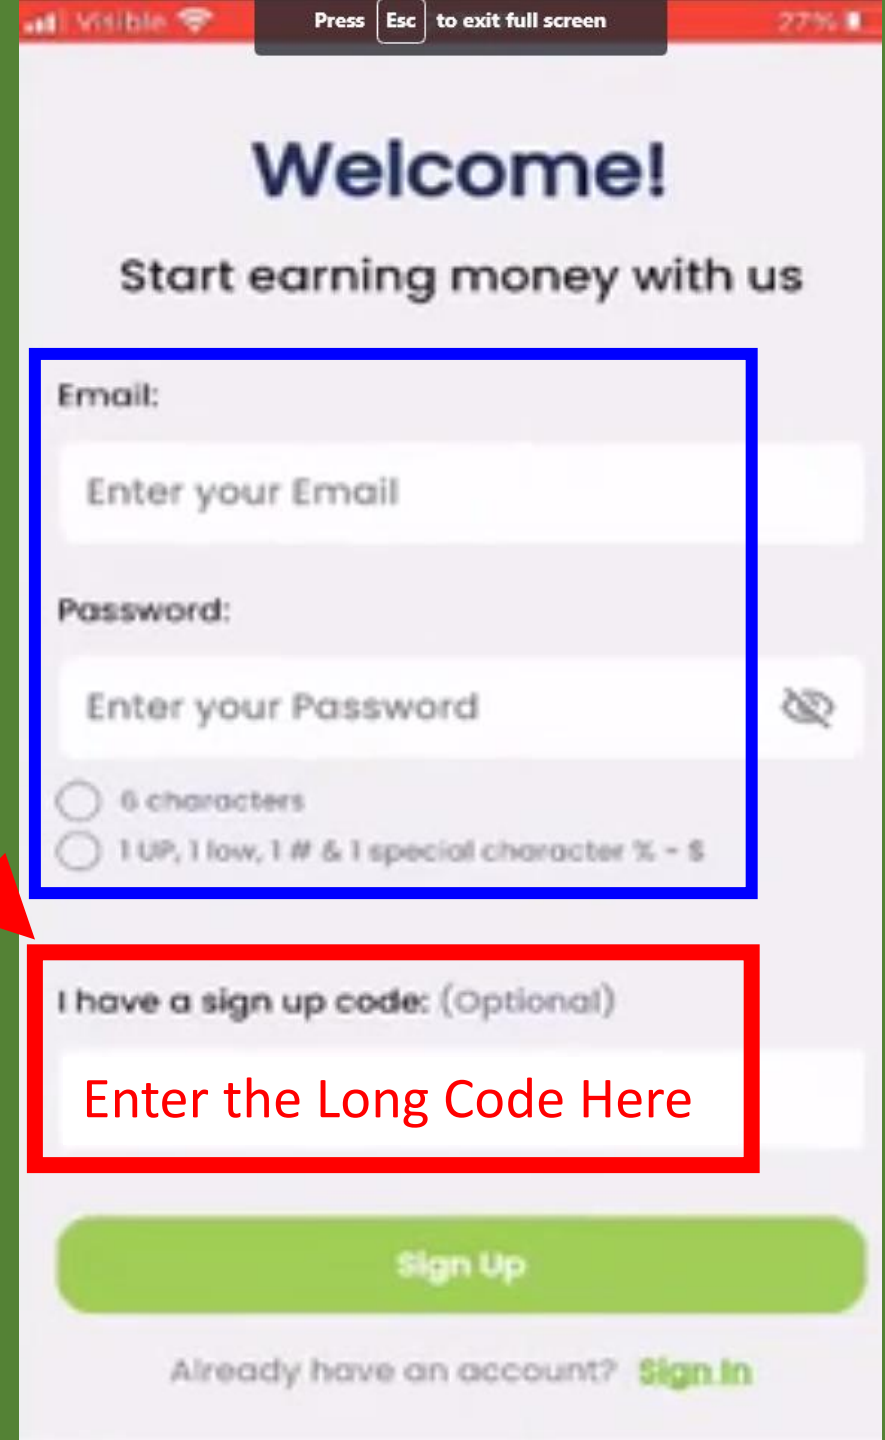 Visible
Press Esc to exit full screen
27%
Welcome!
Start earning money with us
Email:
Enter your Email
Password:
Enter your Password
6 characters
1 UP, 1 low, 1 # & 1 special character % - $
I have a sign up code: (Optional)
Enter the Long Code Here
Sign Up
Already have an account? Sign In